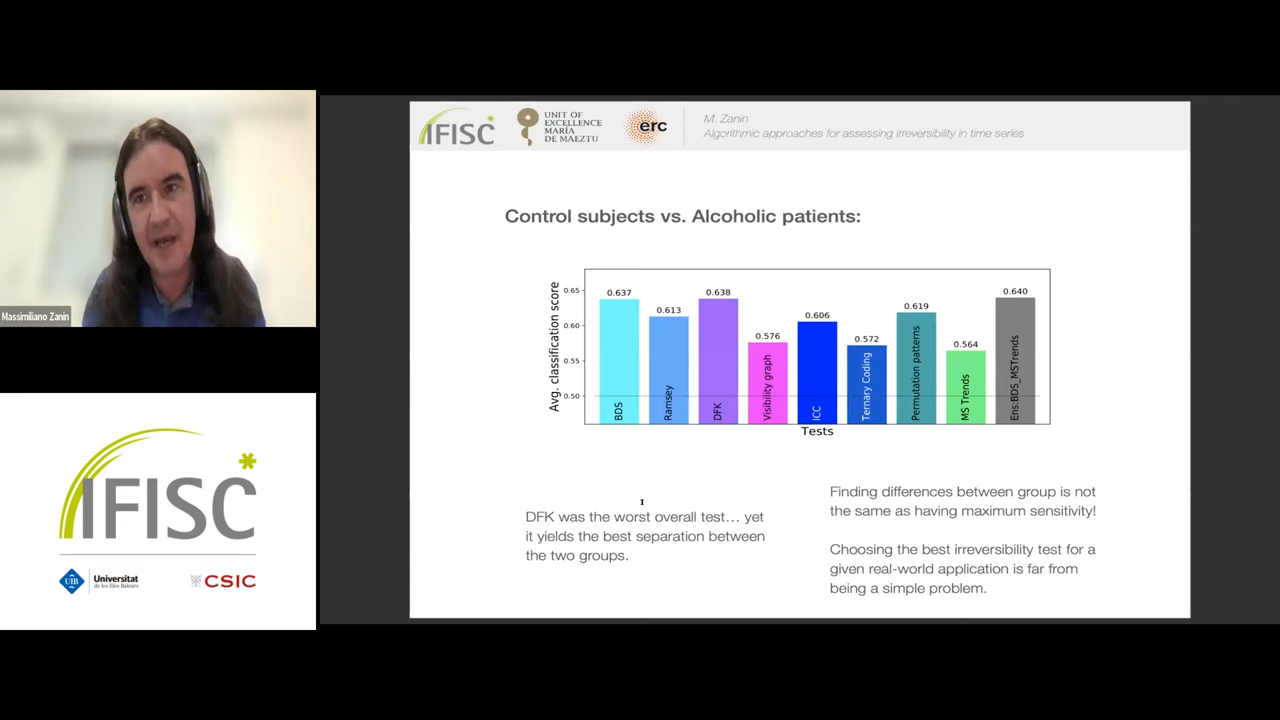 IFISC
UNIT OF
EXCELLENCE
MARÍA
DE MAEZTU
erc
M. Zanin
Algorithmic approaches for assessing irreversibility in time series
Massimiliano Zanin
IFISC
UIB
Universitat
de les Illes Balears
CSIC
Control subjects vs. Alcoholic patients:
Avg. classification score
0.65
0.60
0.55
0.50
0.637
0.613
0.638
0.576
0.606
0.572
0.619
0.564
0.640
BDS
Ramsey
DFK
Visibility graph
ICC
Ternary Coding
Permutation patterns
MS Trends
Ens:BDS_MSTrends
Tests
DFK was the worst overall test... yet
it yields the best separation between
the two groups.
Finding differences between group is not
the same as having maximum sensitivity!
Choosing the best irreversibility test for a
given real-world application is far from
being a simple problem.